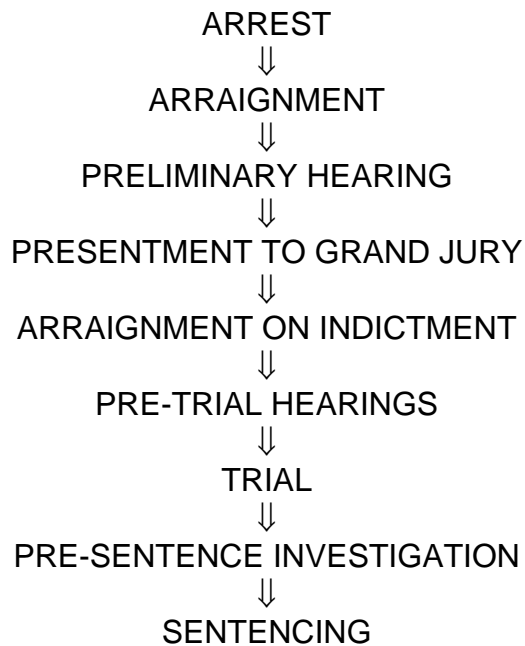 ARREST
⇓
ARRAIGNMENT
⇓
PRELIMINARY HEARING
⇓
PRESENTMENT TO GRAND JURY
⇓
ARRAIGNMENT ON INDICTMENT
⇓
PRE-TRIAL HEARINGS
⇓
TRIAL
⇓
PRE-SENTENCE INVESTIGATION
⇓
SENTENCING